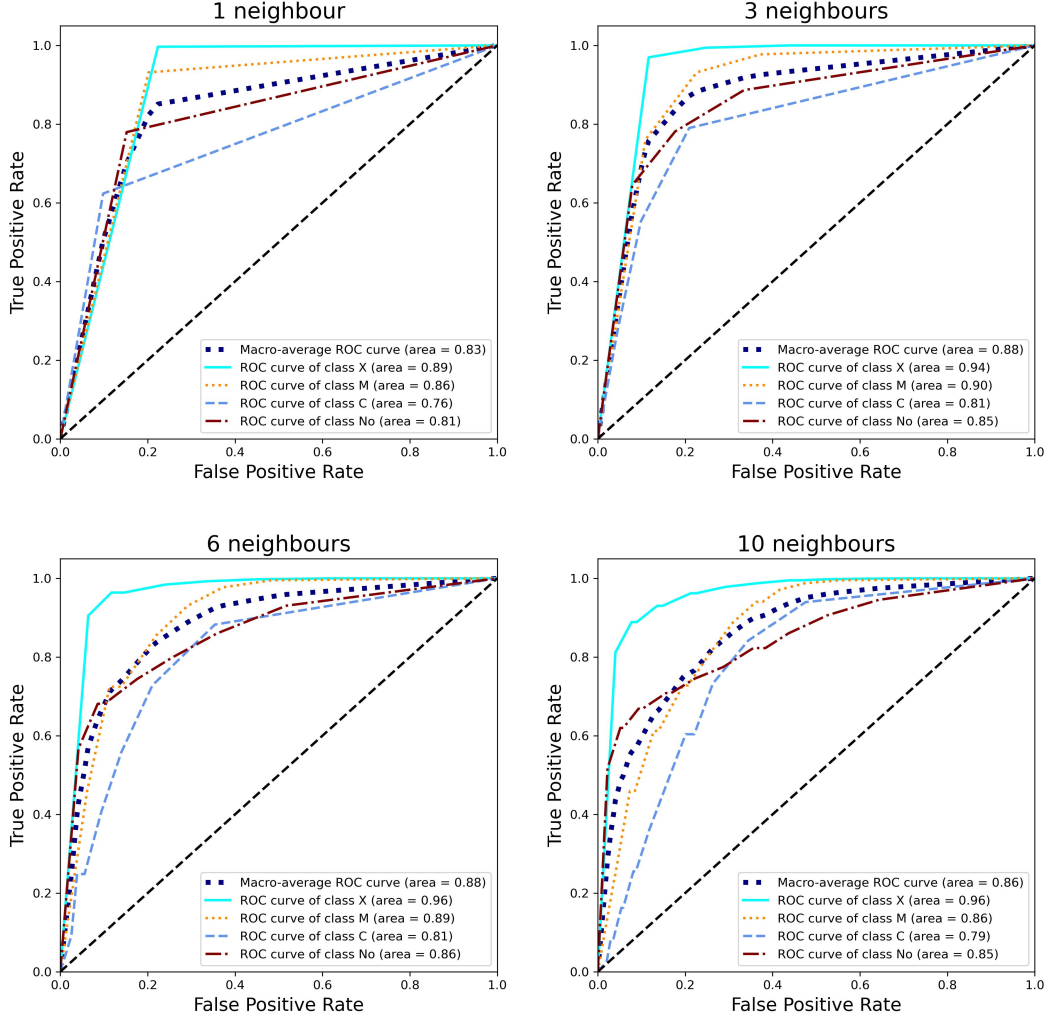 1 neighbour
True Positive Rate
1.0
0.8
0.6
0.4
0.2
0.0
Macro-average ROC curve (area = 0.83)
ROC curve of class X (area = 0.89)
ROC curve of class M (area = 0.86)
ROC curve of class C (area = 0.76)
ROC curve of class No (area = 0.81)
0.0 0.2 0.4 0.6 0.8 1.0
False Positive Rate
3 neighbours
True Positive Rate
1.0
0.8
0.6
0.4
0.2
0.0
Macro-average ROC curve (area = 0.88)
ROC curve of class X (area = 0.94)
ROC curve of class M (area = 0.90)
ROC curve of class C (area = 0.81)
ROC curve of class No (area = 0.85)
0.0 0.2 0.4 0.6 0.8 1.0
False Positive Rate
6 neighbours
True Positive Rate
1.0
0.8
0.6
0.4
0.2
0.0
Macro-average ROC curve (area = 0.88)
ROC curve of class X (area = 0.96)
ROC curve of class M (area = 0.89)
ROC curve of class C (area = 0.81)
ROC curve of class No (area = 0.86)
0.0 0.2 0.4 0.6 0.8 1.0
False Positive Rate
10 neighbours
True Positive Rate
1.0
0.8
0.6
0.4
0.2
0.0
Macro-average ROC curve (area = 0.86)
ROC curve of class X (area = 0.96)
ROC curve of class M (area = 0.86)
ROC curve of class C (area = 0.79)
ROC curve of class No (area = 0.85)
0.0 0.2 0.4 0.6 0.8 1.0
False Positive Rate